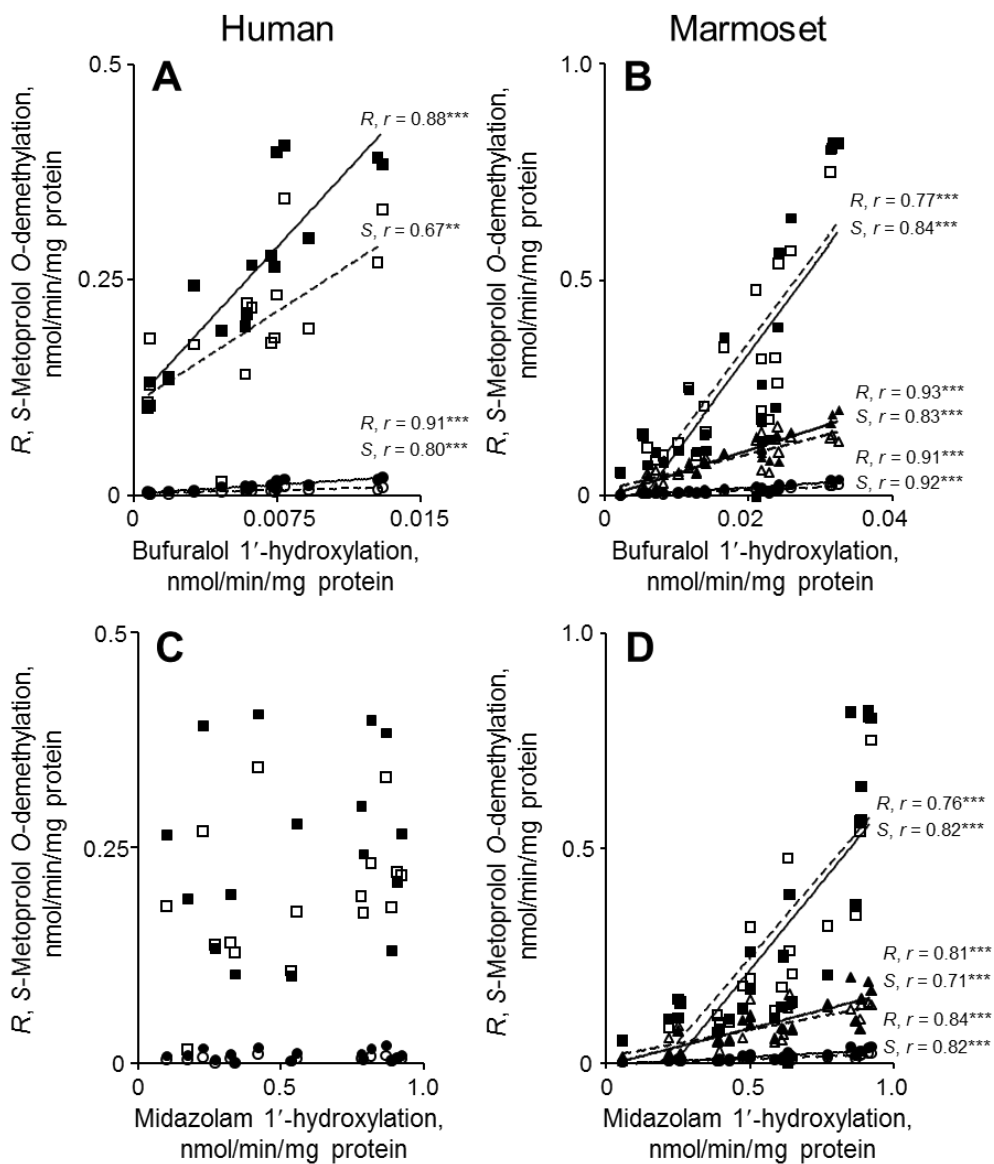 Human
Marmoset
A
R, S-Metoprolol O-demethylation,
nmol/min/mg protein
0.5
0.25
0
R, r = 0.88***
S, r = 0.67**
R, r = 0.91***
S, r = 0.80***
0
0.0075
0.015
Bufuralol 1′-hydroxylation,
nmol/min/mg protein
B
R, S-Metoprolol O-demethylation,
nmol/min/mg protein
1.0
0.5
0
R, r = 0.77***
S, r = 0.84***
R, r = 0.93***
S, r = 0.83***
R, r = 0.91***
S, r = 0.92***
0
0.02
0.04
Bufuralol 1′-hydroxylation,
nmol/min/mg protein
C
R, S-Metoprolol O-demethylation,
nmol/min/mg protein
0.5
0.25
0
0
0.5
1.0
Midazolam 1′-hydroxylation,
nmol/min/mg protein
D
R, S-Metoprolol O-demethylation,
nmol/min/mg protein
1.0
0.5
0
R, r = 0.76***
S, r = 0.82***
R, r = 0.81***
S, r = 0.71***
R, r = 0.84***
S, r = 0.82***
0
0.5
1.0
Midazolam 1′-hydroxylation,
nmol/min/mg protein